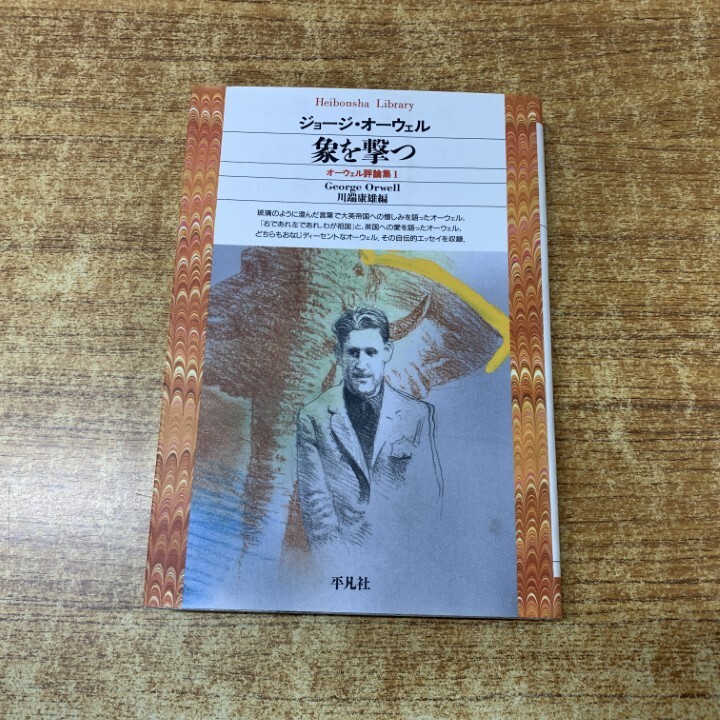 Heibonsha Library
ジョージ・オーウェル
象を撃つ
オーウェル評論集1
George Orwell
川端康雄編
玻璃のように澄んだ言葉で大英帝国への憎しみを語ったオーウェル。
「右であれ左であれ、わが祖国」と、英国への愛を語ったオーウェル。
どちらもおなじディーセントなオーウェル。その自伝的エッセイを収録。
平凡社